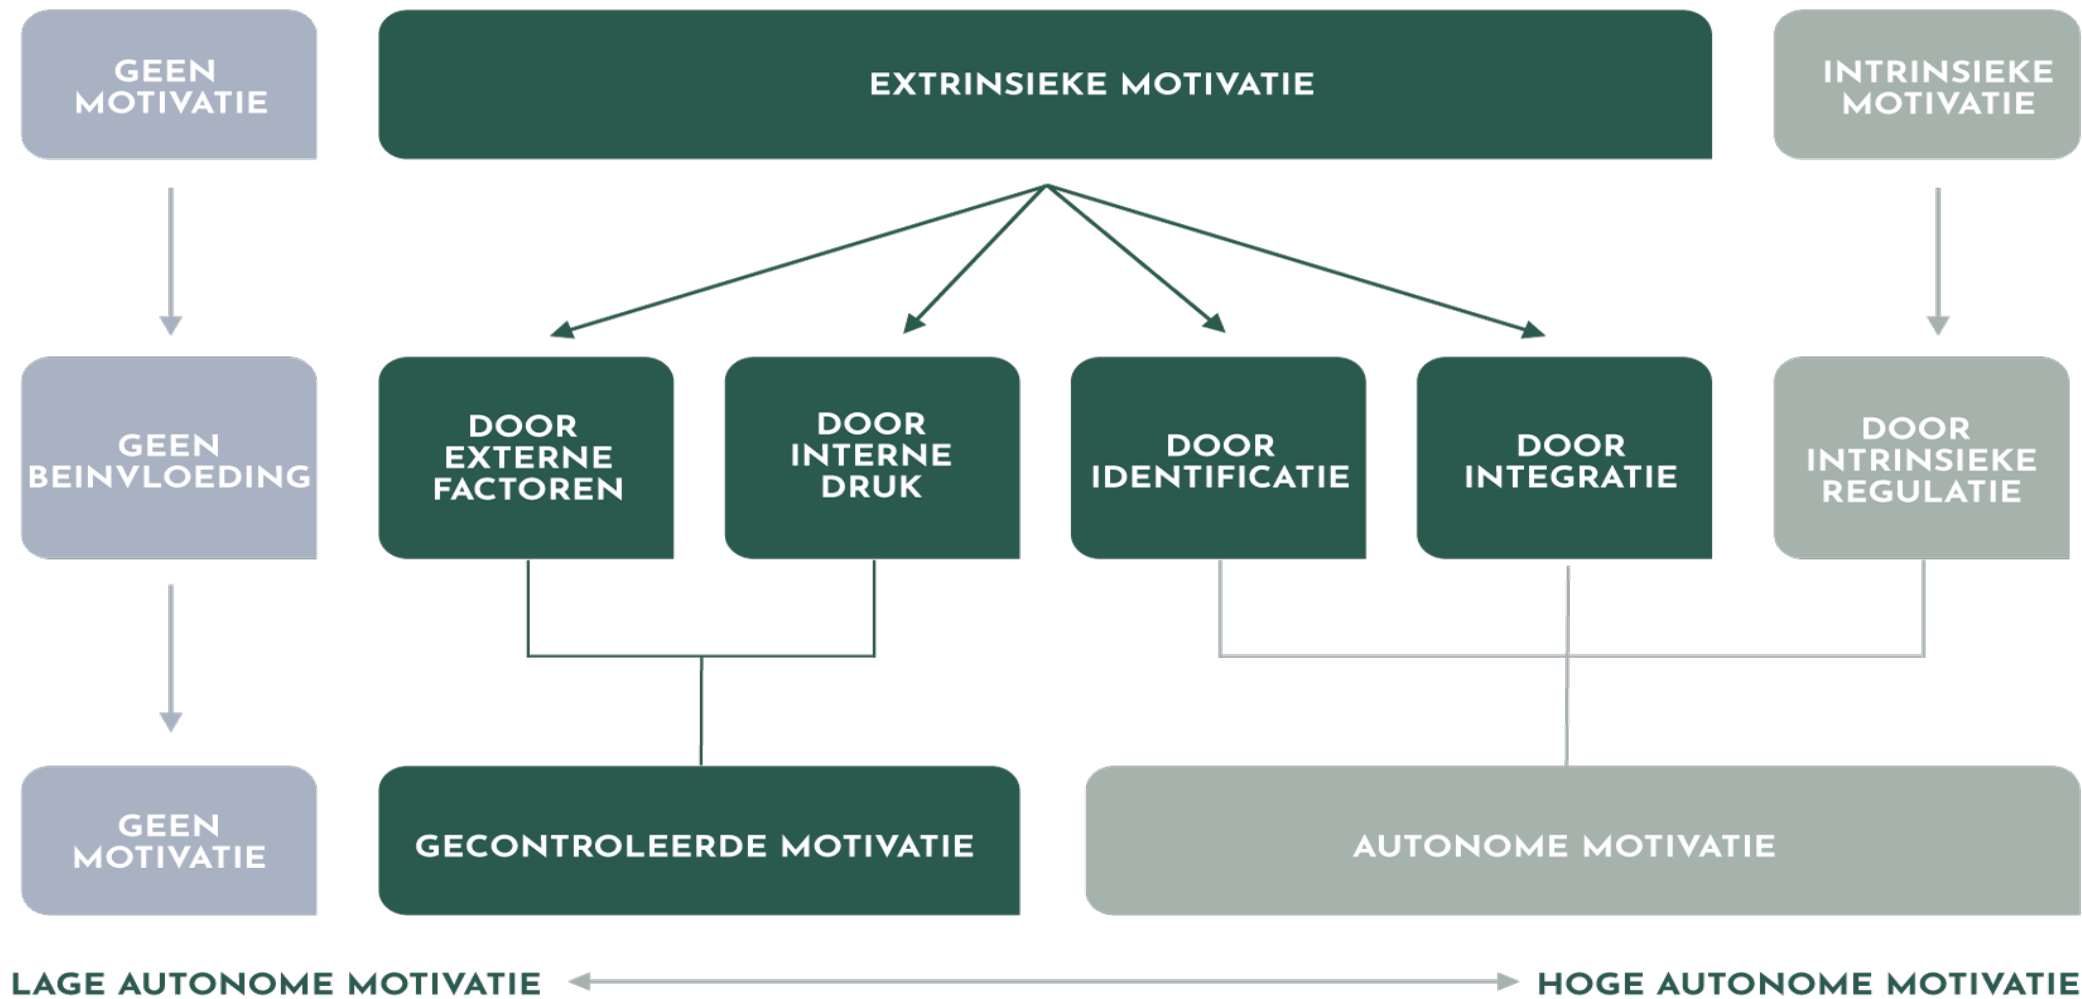 GEEN
MOTIVATIE
EXTRINSIEKE MOTIVATIE
INTRINSIEKE
MOTIVATIE
GEEN
BEINVLOEDING
DOOR
EXTERNE
FACTOREN
DOOR
INTERNE
DRUK
DOOR
IDENTIFICATIE
DOOR
INTEGRATIE
DOOR
INTRINSIEKE
REGULATIE
GEEN
MOTIVATIE
GECONTROLEERDE MOTIVATIE
AUTONOME MOTIVATIE
LAGE AUTONOME MOTIVATIE
HOGE AUTONOME MOTIVATIE